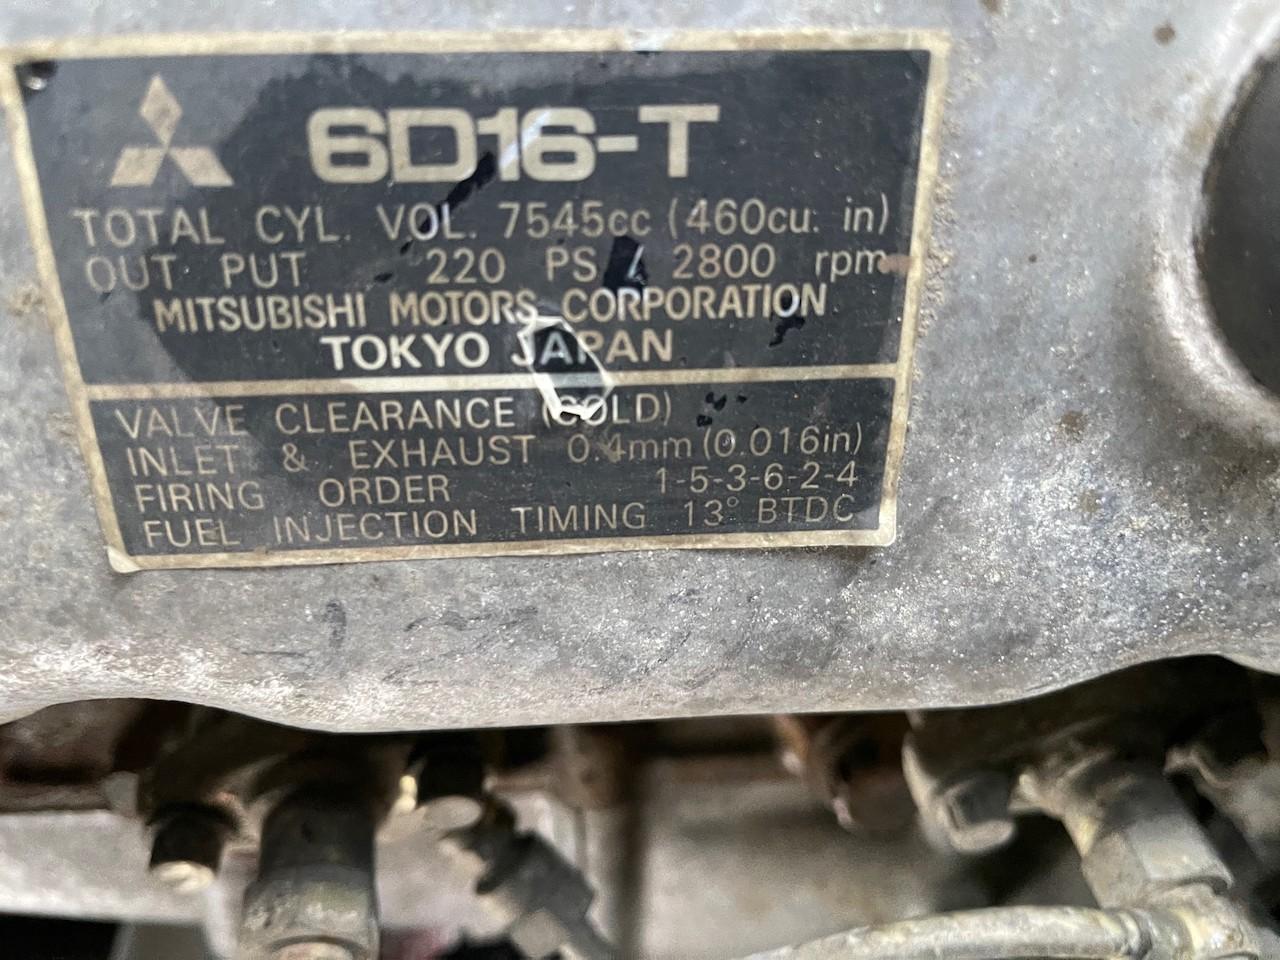 6D16-T
TOTAL CYL. VOL. 7545cc (460cu. in)
OUT PUT 220 PS / 2800 rpm
MITSUBISHI MOTORS CORPORATION
TOKYO JAPAN
VALVE CLEARANCE (COLD)
INLET & EXHAUST 0.4mm (0.016in)
FIRING ORDER 1-5-3-6-2-4
FUEL INJECTION TIMING 13° BTDC